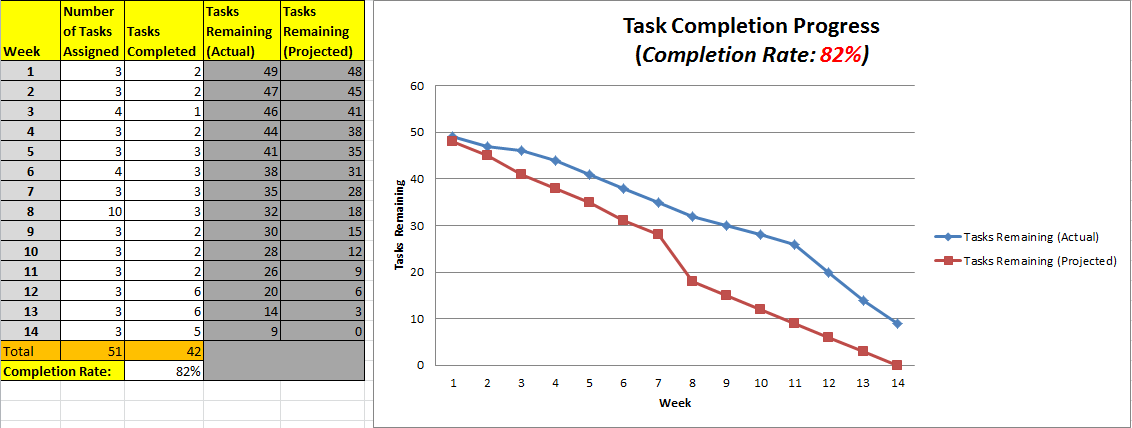 Week Number of Tasks Assigned Tasks Completed Tasks Remaining (Actual) Tasks Remaining (Projected)
1 3 2 49 48
2 3 2 47 45
3 4 1 46 41
4 3 2 44 38
5 3 3 41 35
6 4 3 38 31
7 3 3 35 28
8 10 3 32 18
9 3 2 30 15
10 3 2 28 12
11 3 2 26 9
12 3 6 20 6
13 3 6 14 3
14 3 5 9 0
Total 51 42
Completion Rate: 82%
Task Completion Progress
(Completion Rate: 82%)
60
50
40
30
20
10
0
Tasks Remaining
1 2 3 4 5 6 7 8 9 10 11 12 13 14
Week
Tasks Remaining (Actual)
Tasks Remaining (Projected)